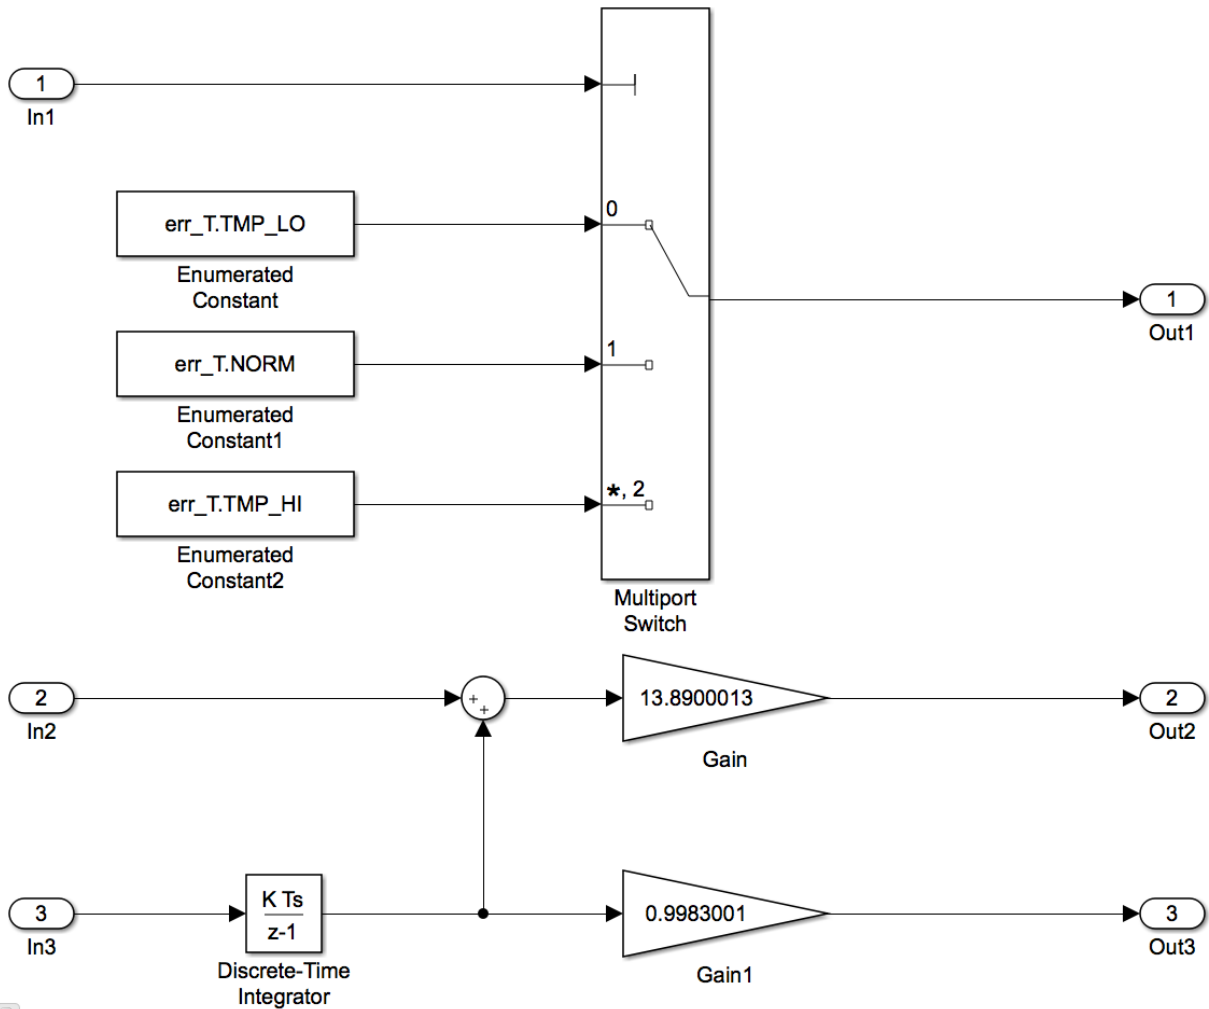 1
In1
0
err_T.TMP_LO
Enumerated
Constant
1
Out1
1
err_T.NORM
Enumerated
Constant1
*, 2
err_T.TMP_HI
Enumerated
Constant2
Multiport
Switch
2
In2
+
+
13.8900013
Gain
2
Out2
3
In3
K Ts
z-1
Discrete-Time
Integrator
0.9983001
Gain1
3
Out3